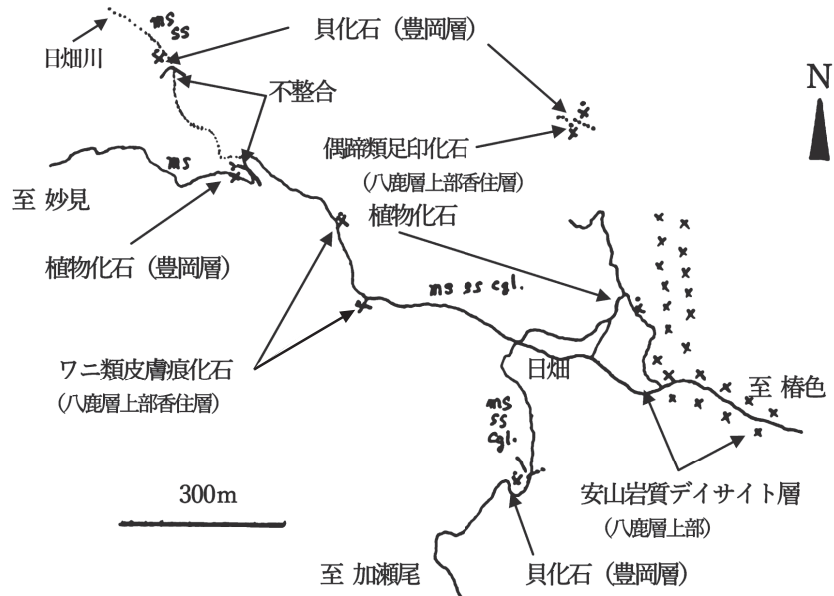 ms
ss
ss
日畑川
貝化石（豊岡層）
不整合
N
偶蹄類足印化石
（八鹿層上部香住層）
ms
至 妙見
植物化石（豊岡層）
植物化石
ms ss cgl.
ワニ類皮膚痕化石
（八鹿層上部香住層）
日畑
至 椿色
ms
ss
cgl.
300m
安山岩質デイサイト層
（八鹿層上部）
至 加瀬尾
貝化石（豊岡層）